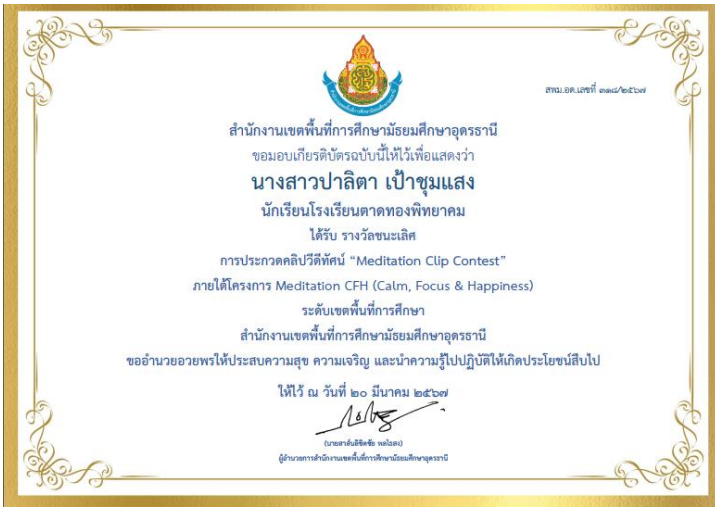 สพม.อด.เลขที่ ๓๑๘/๒๕๖๗
สำนักงานเขตพื้นที่การศึกษามัธยมศึกษาอุดรธานี
ขอมอบเกียรติบัตรฉบับนี้ให้ไว้เพื่อแสดงว่า
นางสาวปาลิตา เป้าชุมแสง
นักเรียนโรงเรียนตาดทองพิทยาคม
ได้รับ รางวัลชนะเลิศ
การประกวดคลิปวีดีทัศน์ “Meditation Clip Contest”
ภายใต้โครงการ Meditation CFH (Calm, Focus & Happiness)
ระดับเขตพื้นที่การศึกษา
สำนักงานเขตพื้นที่การศึกษามัธยมศึกษาอุดรธานี
ขออำนวยอวยพรให้ประสบความสุข ความเจริญ และนำความรู้ไปปฏิบัติให้เกิดประโยชน์สืบไป
ให้ไว้ ณ วันที่ ๒๐ มีนาคม ๒๕๖๗
ผู้อำนวยการสำนักงานเขตพื้นที่การศึกษามัธยมศึกษาอุดรธานี